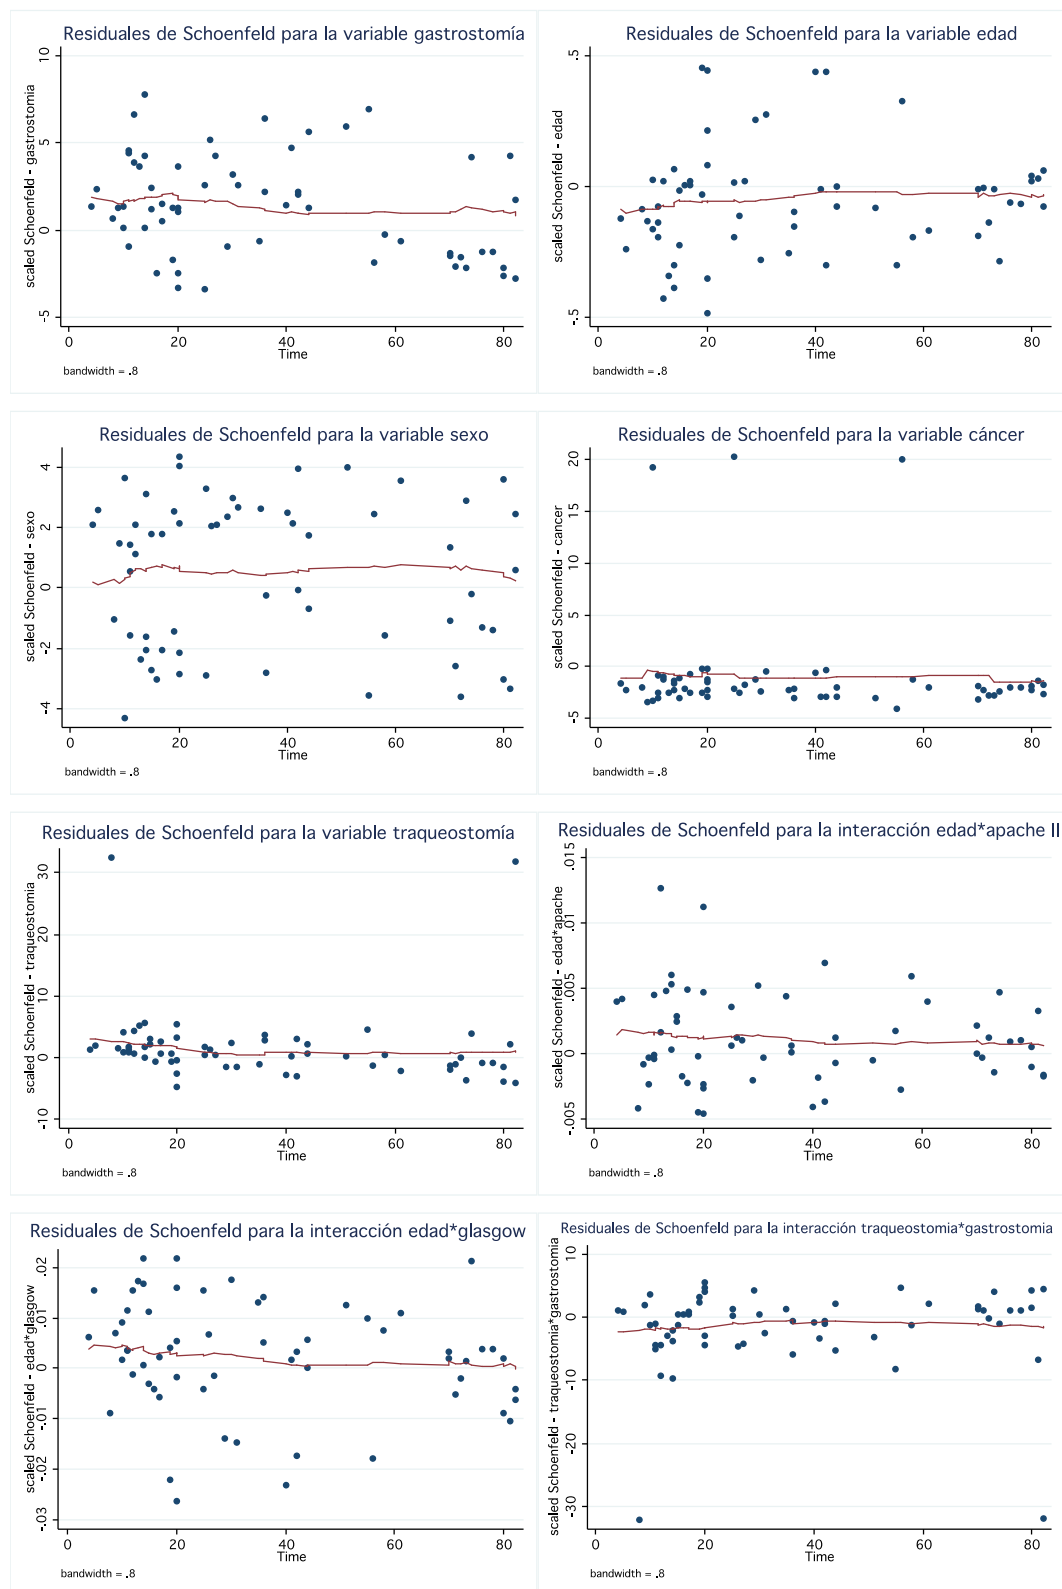 Residuales de Schoenfeld para la variable gastrostomía
scaled Schoenfeld - gastrostomia
10
5
0
-5
0 20 40 60 80
Time
bandwidth = .8
Residuales de Schoenfeld para la variable edad
scaled Schoenfeld - edad
.5
0
-.5
0 20 40 60 80
Time
bandwidth = .8
Residuales de Schoenfeld para la variable sexo
scaled Schoenfeld - sexo
4
2
0
-2
-4
0 20 40 60 80
Time
bandwidth = .8
Residuales de Schoenfeld para la variable cáncer
scaled Schoenfeld - cancer
20
15
10
5
0
-5
0 20 40 60 80
Time
bandwidth = .8
Residuales de Schoenfeld para la variable traqueostomía
scaled Schoenfeld - traqueostomia
30
20
10
0
-10
0 20 40 60 80
Time
bandwidth = .8
Residuales de Schoenfeld para la interacción edad*apache II
scaled Schoenfeld - edad*apache
.015
.01
.005
0
-.005
0 20 40 60 80
Time
bandwidth = .8
Residuales de Schoenfeld para la interacción edad*glasgow
scaled Schoenfeld - edad*glasgow
.02
.01
0
-.01
-.02
-.03
0 20 40 60 80
Time
bandwidth = .8
Residuales de Schoenfeld para la interacción traqueostomia*gastrostomia
scaled Schoenfeld - traqueostomia*gastrostomia
10
0
-10
-20
-30
0 20 40 60 80
Time
bandwidth = .8